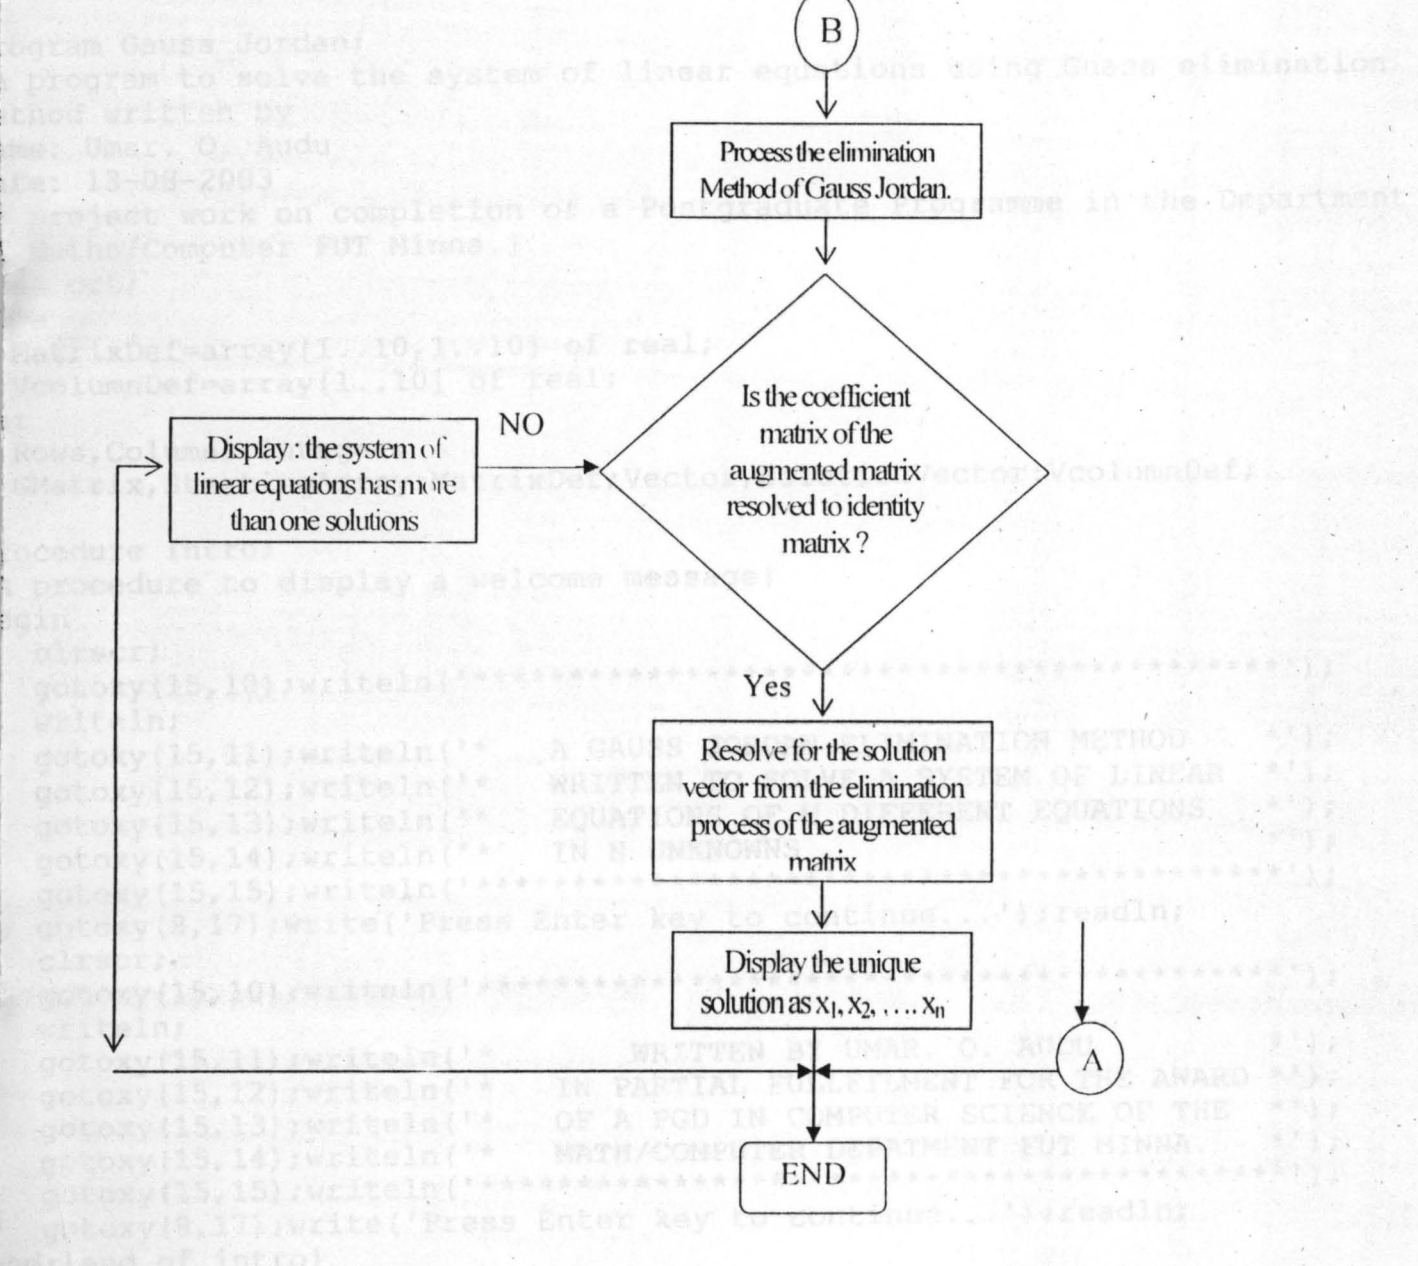 B
Process the elimination
Method of Gauss Jordan.
Is the coefficient
matrix of the
augmented matrix
resolved to identity
matrix ?
NO
Display : the system of
linear equations has more
than one solutions
Yes
Resolve for the solution
vector from the elimination
process of the augmented
matrix
Display the unique
solution as x₁, x₂, . . . . xₙ
A
END
program Gauss Jordan;
program to solve the system of linear equations using Guass elimination
written by
Umar. O. Audu
13-08-2003
project work on completion of a Postgraduate Programme in the Department
Maths/Computer FUT Minna.}
MatrixDef=array[1..10,1..10] of real;
VcolumnDef=array[1..10] of real;
Rows,Column
Vector:VcolumnDef;
procedure intro;
procedure to display a welcome message}
begin
clrscr;
gotoxy(15,10);writeln('*****************************************');
writeln;
gotoxy(15,11);writeln('* A GAUSS JORDAN ELIMINATION METHOD *');
gotoxy(15,12);writeln('* WRITTEN TO SOLVE A SYSTEM OF LINEAR *');
gotoxy(15,13);writeln('* EQUATIONS OF N DIFFERENT EQUATIONS *');
gotoxy(15,14);writeln('* IN N UNKNOWNS *');
gotoxy(15,15);writeln('*****************************************');
gotoxy(8,17);write('Press Enter key to continue...');readln;
clrscr;
gotoxy(15,10);writeln('*****************************************');
writeln;
gotoxy(15,11);writeln('* WRITTEN BY UMAR. O. AUDU *');
gotoxy(15,12);writeln('* IN PARTIAL FULLFILMENT FOR THE AWARD *');
gotoxy(15,13);writeln('* OF A PGD IN COMPUTER SCIENCE OF THE *');
gotoxy(15,14);writeln('* MATH/COMPUTER DEPATMENT FUT MINNA. *');
gotoxy(15,15);writeln('*****************************************');
gotoxy(8,17);write('Press Enter key to continue...');readln;
of intro}